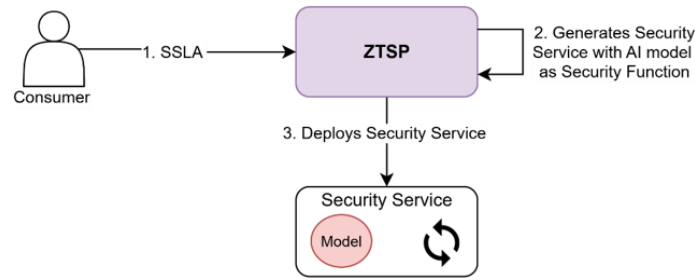 Consumer
1. SSLA
ZTSP
2. Generates Security
Service with AI model
as Security Function
3. Deploys Security Service
Security Service
Model